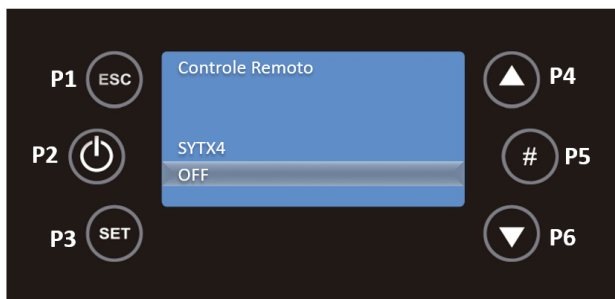 P1
ESC
Controle Remoto
P4
P2
SYTX4
#
P5
OFF
P3
SET
P6